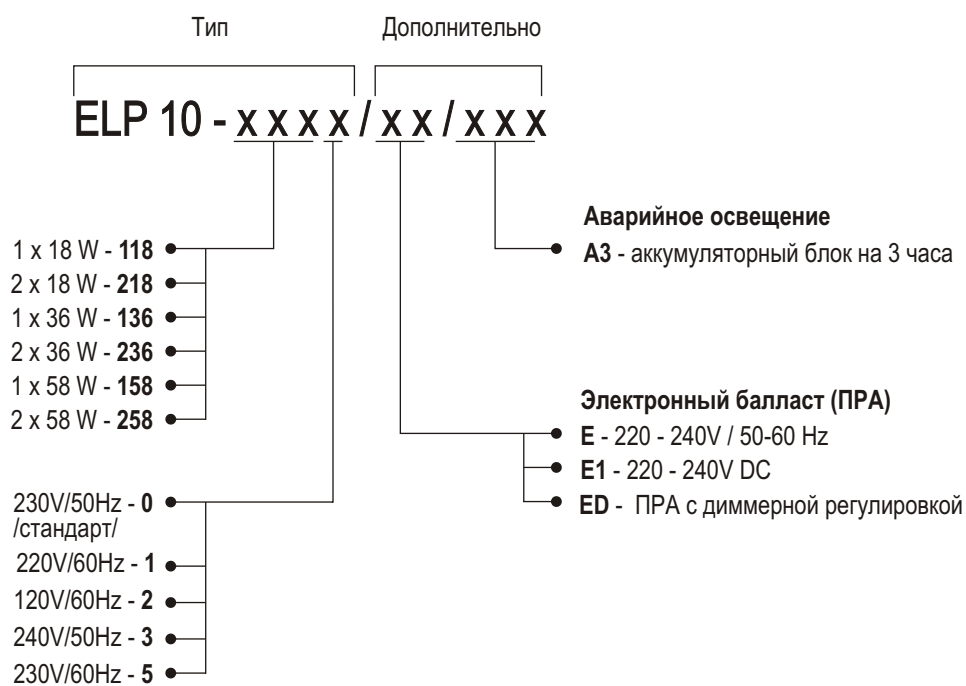 Тип
Дополнительно
ELP 10 - x x x x / x x / x x x
1 x 18 W - 118
2 x 18 W - 218
1 x 36 W - 136
2 x 36 W - 236
1 x 58 W - 158
2 x 58 W - 258
230V/50Hz - 0
/стандарт/
220V/60Hz - 1
120V/60Hz - 2
240V/50Hz - 3
230V/60Hz - 5
Аварийное освещение
A3 - аккумуляторный блок на 3 часа
Электронный балласт (ПРА)
E - 220 - 240V / 50-60 Hz
E1 - 220 - 240V DC
ED - ПРА с диммерной регулировкой